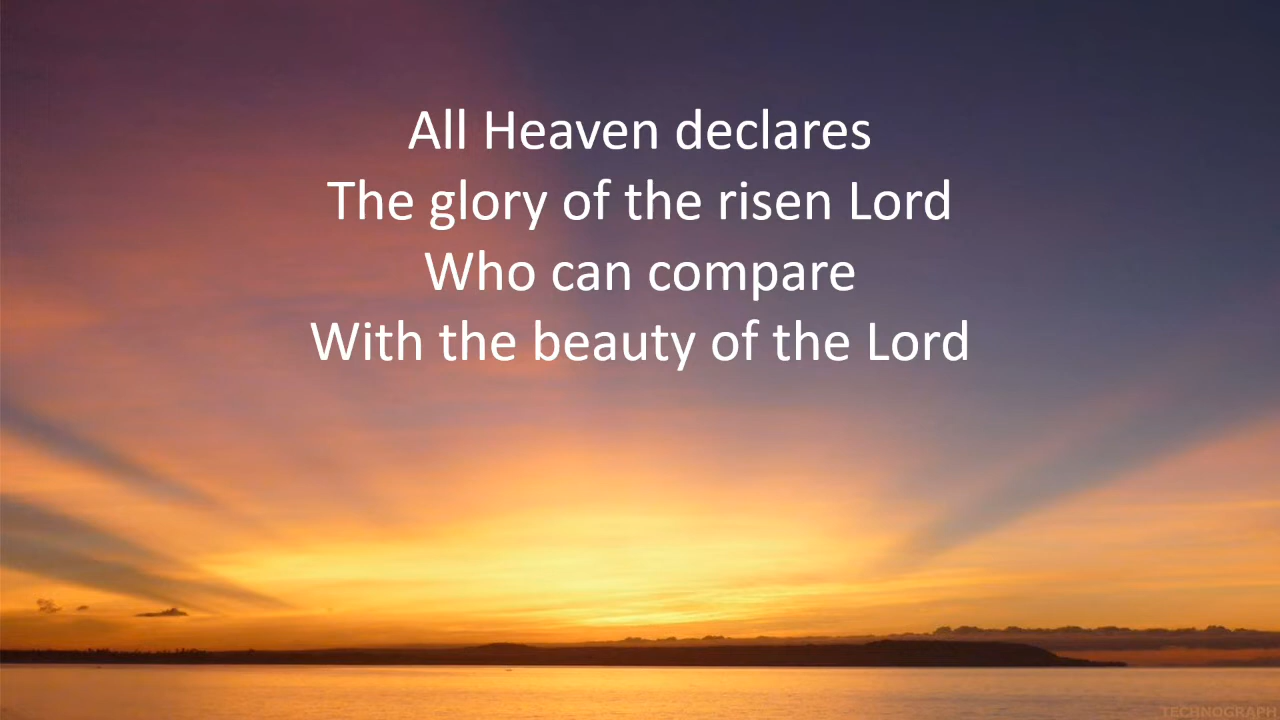 All Heaven declares
The glory of the risen Lord
Who can compare
With the beauty of the Lord
TECHNOGRAPH